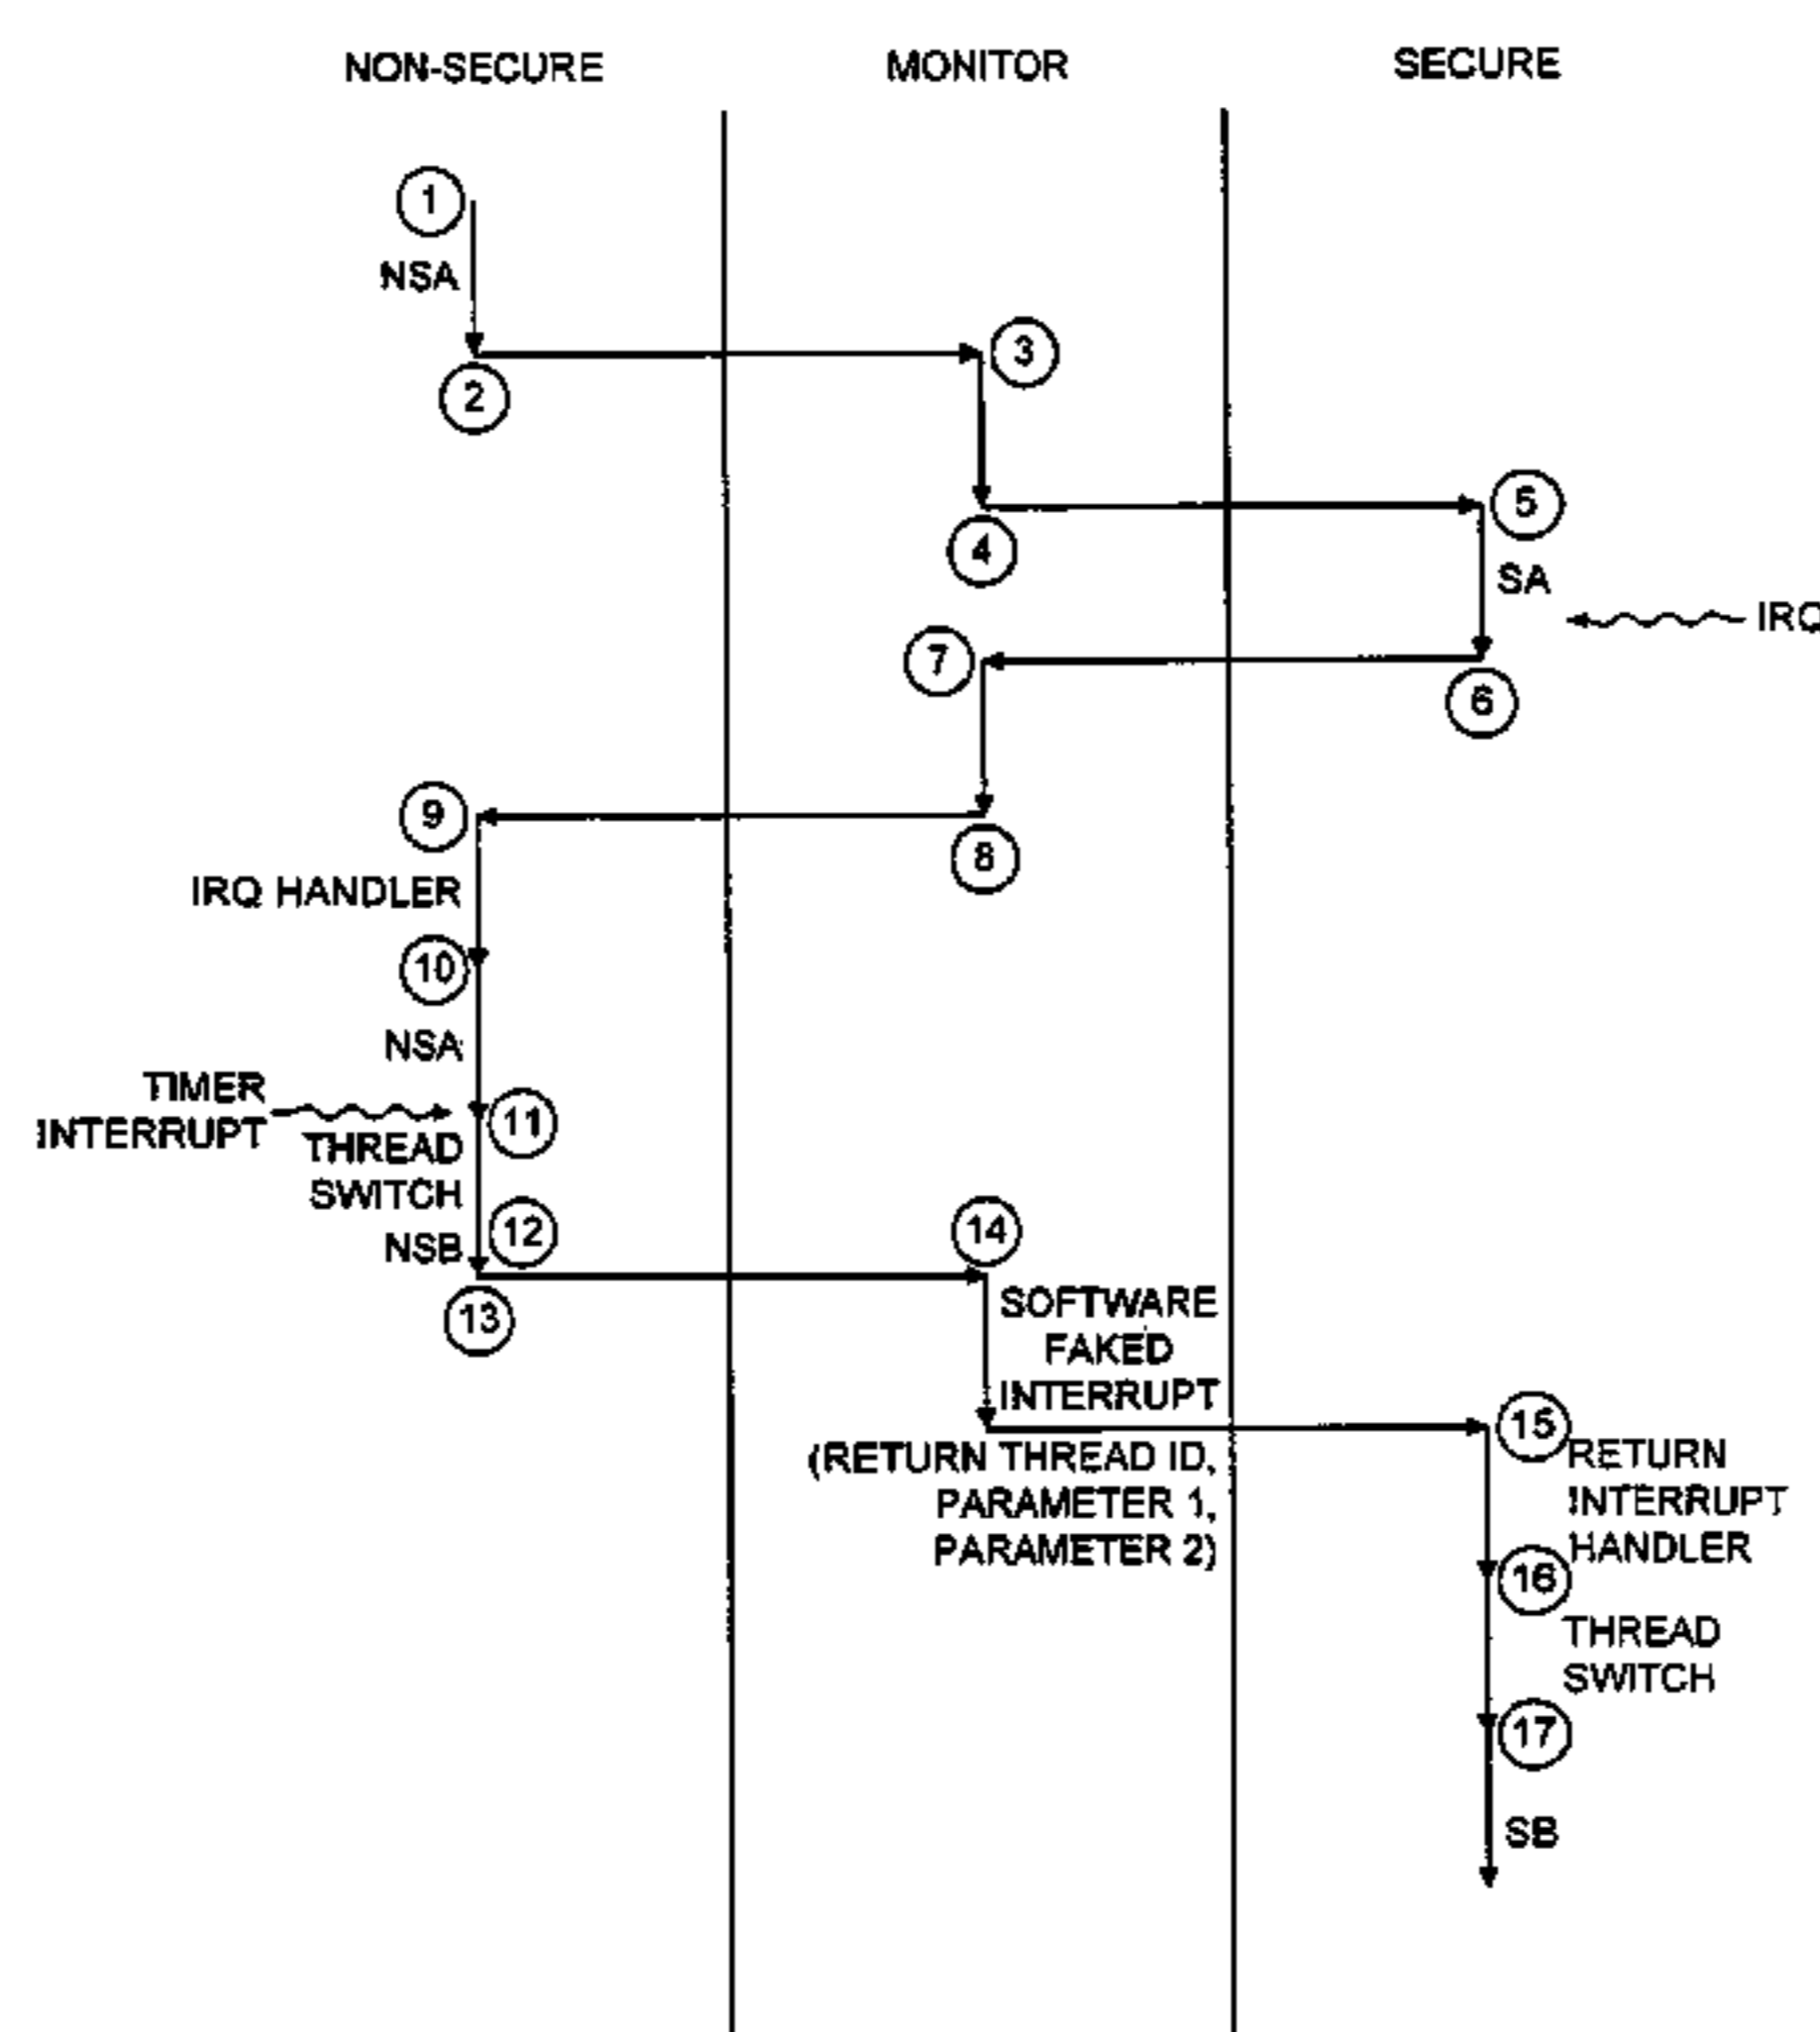 NON-SECURE
MONITOR
SECURE
1
NSA
2
3
4
5
SA
IRQ
6
7
8
9
IRQ HANDLER
10
NSA
TIMER
INTERRUPT
11
THREAD
SWITCH
12
NSB
13
14
SOFTWARE
FAKED
INTERRUPT
(RETURN THREAD ID,
PARAMETER 1,
PARAMETER 2)
15
RETURN
INTERRUPT
HANDLER
16
THREAD
SWITCH
17
SB